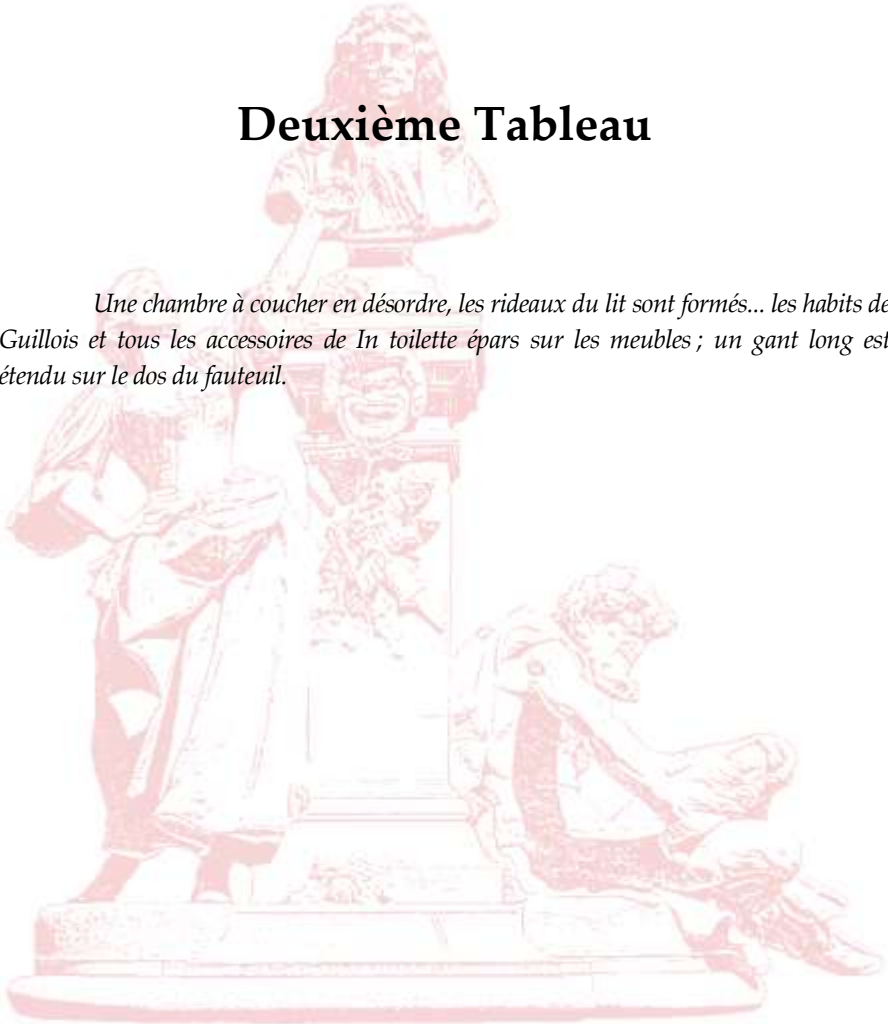 Deuxième Tableau
Une chambre à coucher en désordre, les rideaux du lit sont formés... les habits de
Guillois et tous les accessoires de In toilette épars sur les meubles ; un gant long est
étendu sur le dos du fauteuil.